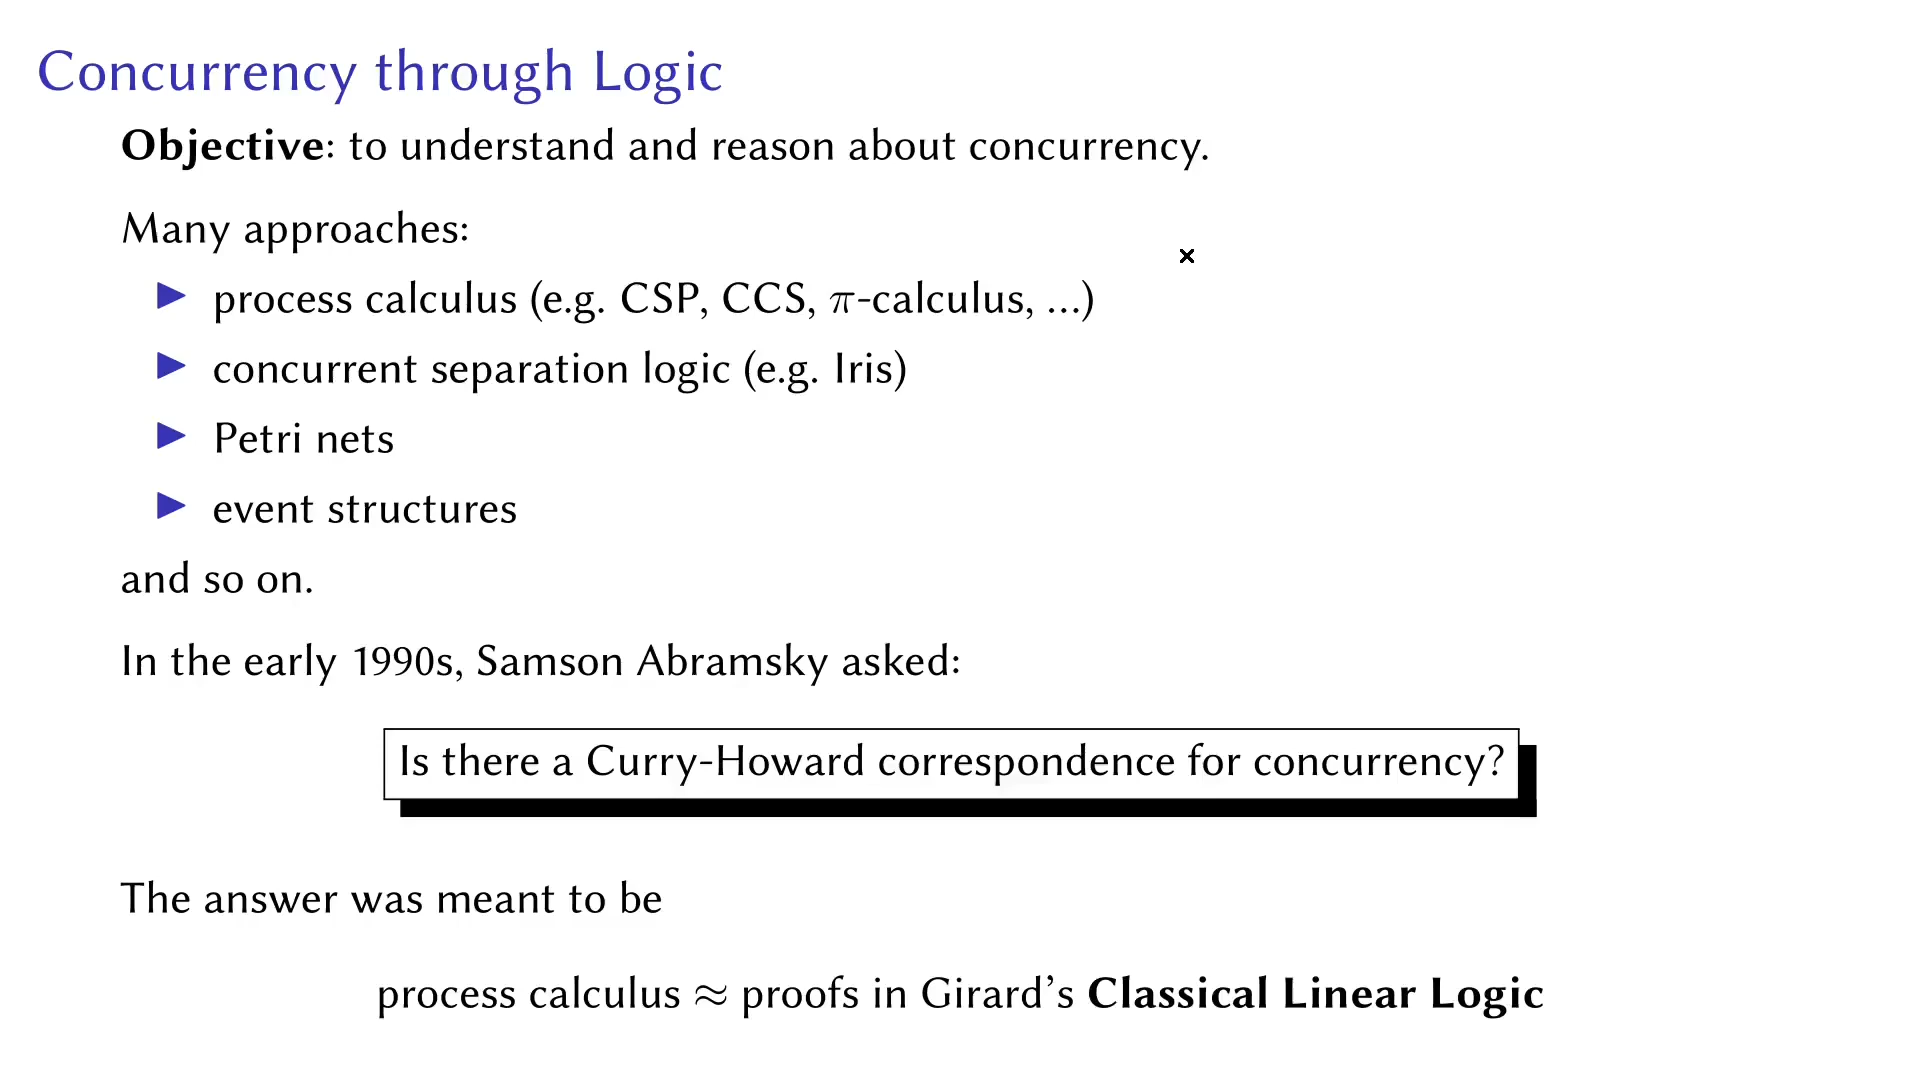 Concurrency through Logic
Objective: to understand and reason about concurrency.
Many approaches:
process calculus (e.g. CSP, CCS, π-calculus, ...)
concurrent separation logic (e.g. Iris)
Petri nets
event structures
and so on.
In the early 1990s, Samson Abramsky asked:
Is there a Curry-Howard correspondence for concurrency?
The answer was meant to be
process calculus ≈ proofs in Girard’s Classical Linear Logic